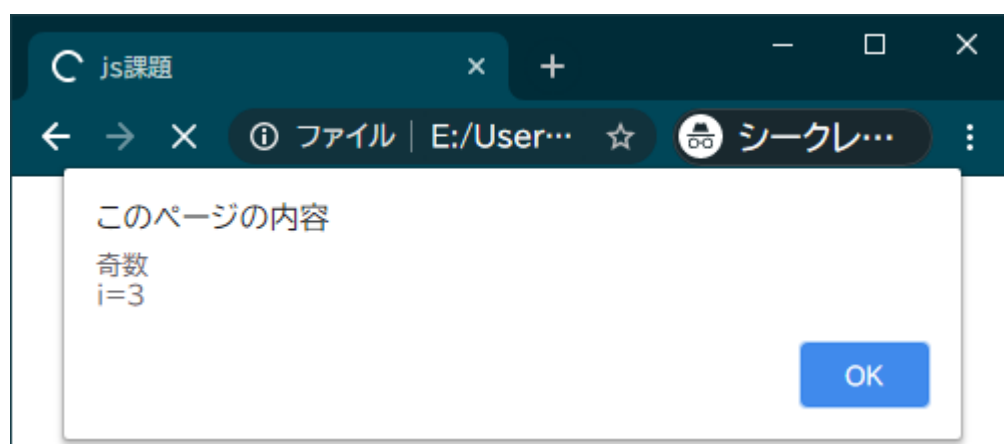 js課題
ファイル | E:/User… シークレ…
このページの内容
奇数
i=3
OK